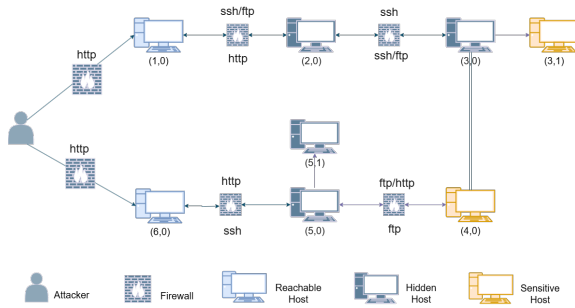 ssh/ftp
ssh
http
(1,0)
http
(2,0)
ssh/ftp
(3,0)
(3,1)
http
(5,1)
http
ftp/http
(6,0)
ssh
(5,0)
ftp
(4,0)
Attacker
Firewall
Reachable
Host
Hidden
Host
Sensitive
Host